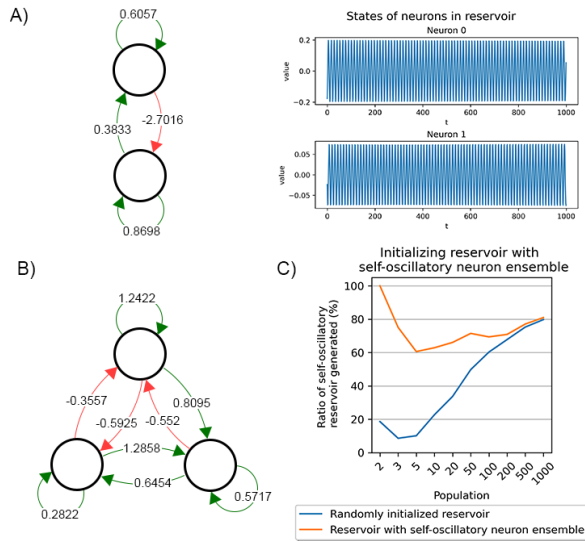 A)
0.6057
-2.7016
0.3833
0.8698
States of neurons in reservoir
Neuron 0
0.2
0.0
-0.2
value
0 200 400 600 800 1000
t
Neuron 1
0.05
0.00
-0.05
value
0 200 400 600 800 1000
t
B)
1.2422
-0.3557
0.8095
-0.5925
-0.552
1.2858
0.6454
0.2822
0.5717
C)
Initializing reservoir with
self-oscillatory neuron ensemble
Ratio of self-oscillatory
reservoir generated (%)
100
80
60
40
20
0
2 3 5 10 20 50 100 200 500 1000
Population
Randomly initialized reservoir
Reservoir with self-oscillatory neuron ensemble